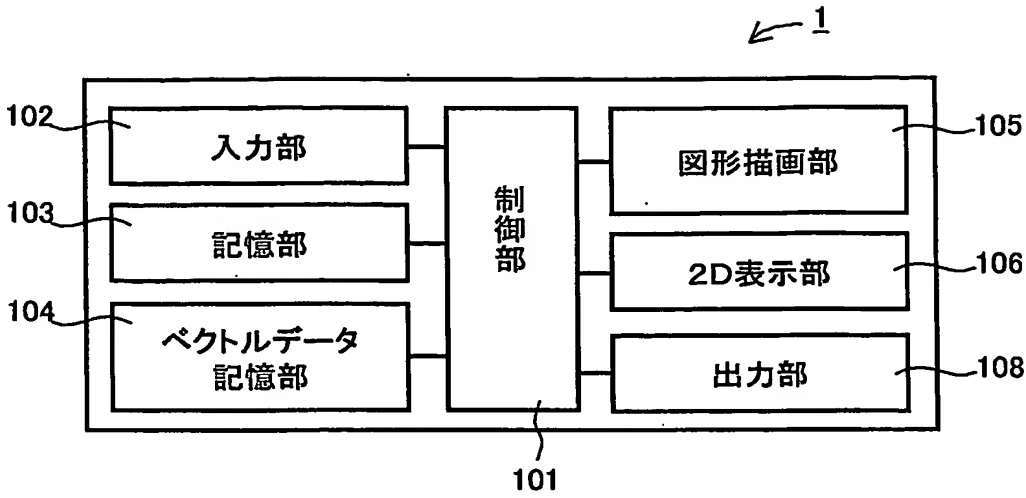 1
102
入力部
103
記憶部
104
ベクトルデータ
記憶部
制御部
101
図形描画部
105
2D表示部
106
出力部
108